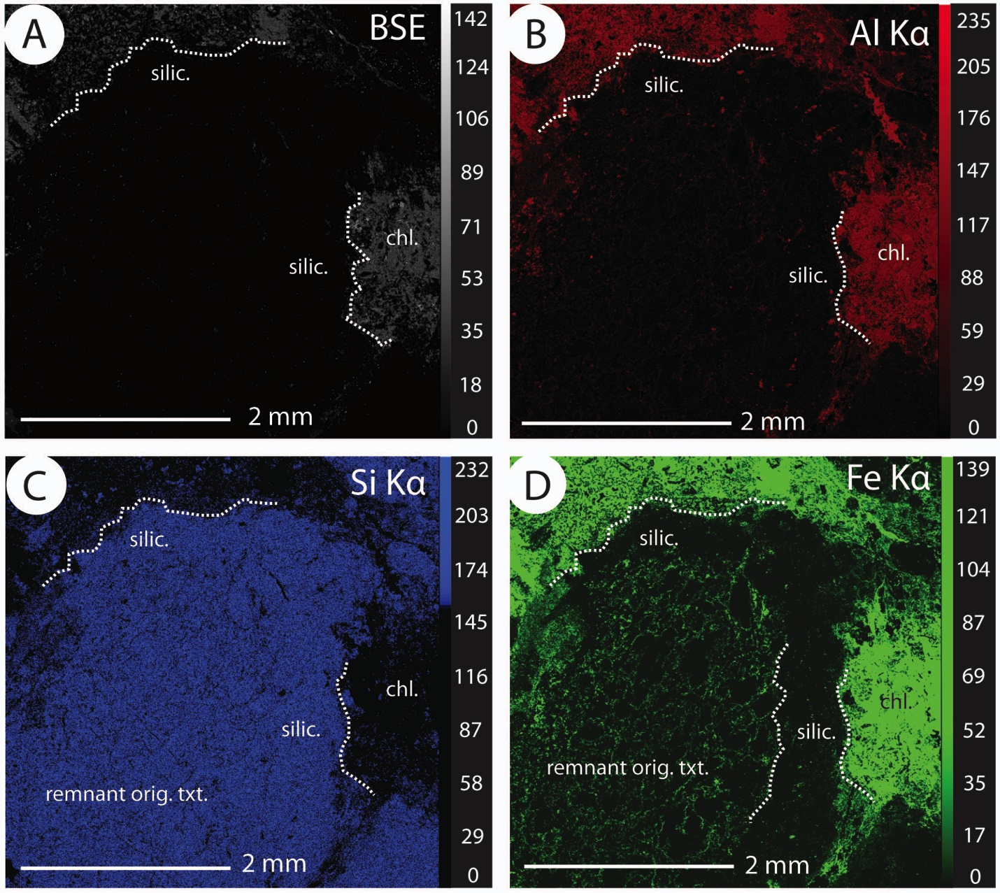 A
BSE
silic.
chl.
silic.
2 mm
142
124
106
89
71
53
35
18
0
B
Al Kα
silic.
chl.
silic.
2 mm
235
205
176
147
117
88
59
29
0
C
Si Kα
silic.
chl.
silic.
remnant orig. txt.
2 mm
232
203
174
145
116
87
58
29
0
D
Fe Kα
silic.
chl.
silic.
remnant orig. txt.
2 mm
139
121
104
87
69
52
35
17
0